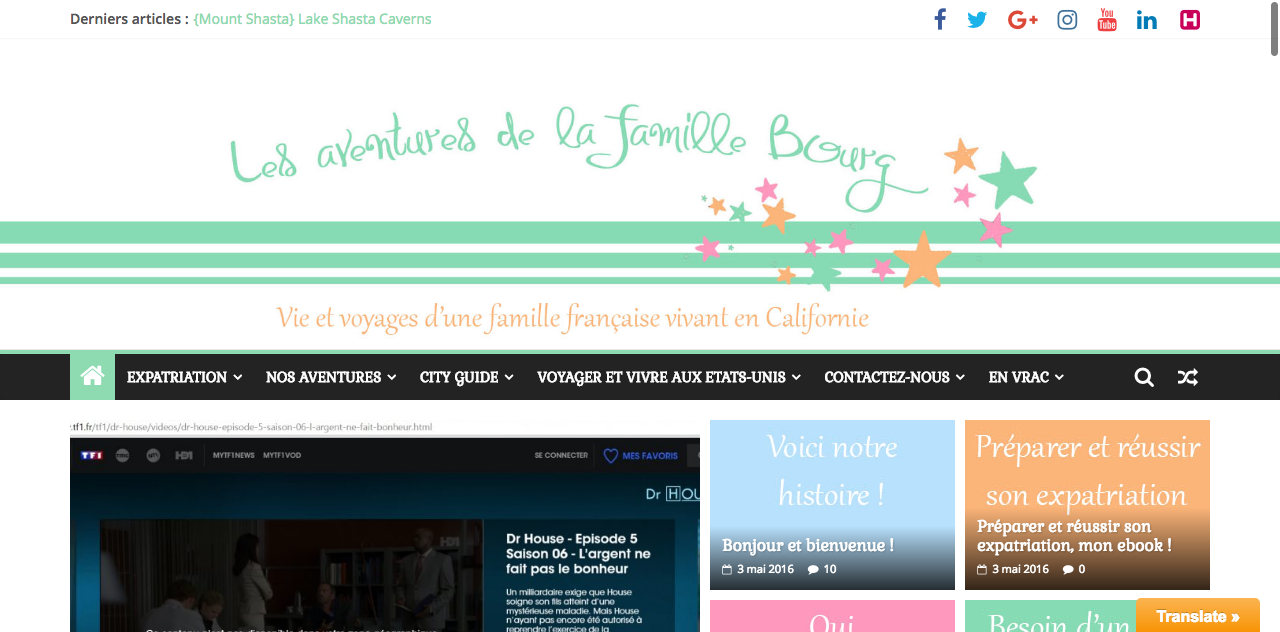 Derniers articles : {Mount Shasta} Lake Shasta Caverns
You
Tube
Les aventures de la famille Bourg
Vie et voyages d'une famille française vivant en Californie
EXPATRIATION NOS AVENTURES CITY GUIDE VOYAGER ET VIVRE AUX ETATS-UNIS CONTACTEZ-NOUS EN VRAC
.tf1.fr/tf1/dr-house/videos/dr-house-episode-5-saison-06-l-argent-ne-fait-bonheur.html
TF1 HD1 MYTF1NEWS MYTF1VOD SE CONNECTER MES FAVORIS
Dr HOU
HD1
Dr House - Episode 5
Saison 06 - L'argent ne
fait pas le bonheur
Un milliardaire exige que House
soigne son fils atteint d'une
mystérieuse maladie. Mais House
n'ayant pas encore été autorisé à
reprendre l'exercice de la
Voici notre
histoire !
Bonjour et bienvenue !
3 mai 2016 10
Préparer et réussir
son expatriation
Préparer et réussir son
expatriation, mon ebook !
3 mai 2016 0
Oui
Besoin d'un
Translate »